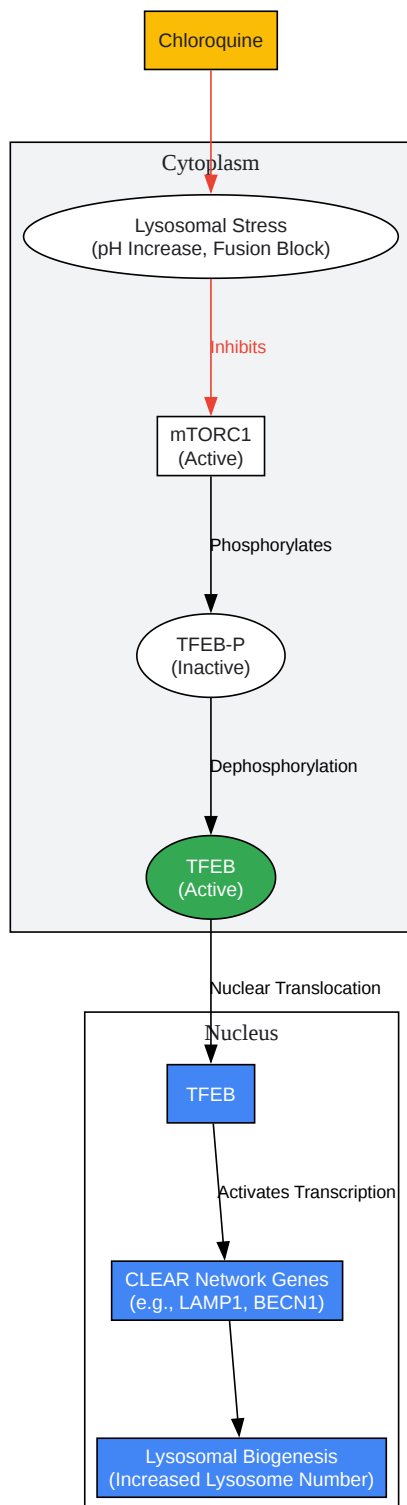 Chloroquine
Cytoplasm
Lysosomal Stress
(pH Increase, Fusion Block)
Inhibits
mTORC1
(Active)
Phosphorylates
TFEB-P
(Inactive)
Dephosphorylation
TFEB
(Active)
Nuclear Translocation
Nucleus
TFEB
Activates Transcription
CLEAR Network Genes
(e.g., LAMP1, BECN1)
Lysosomal Biogenesis
(Increased Lysosome Number)